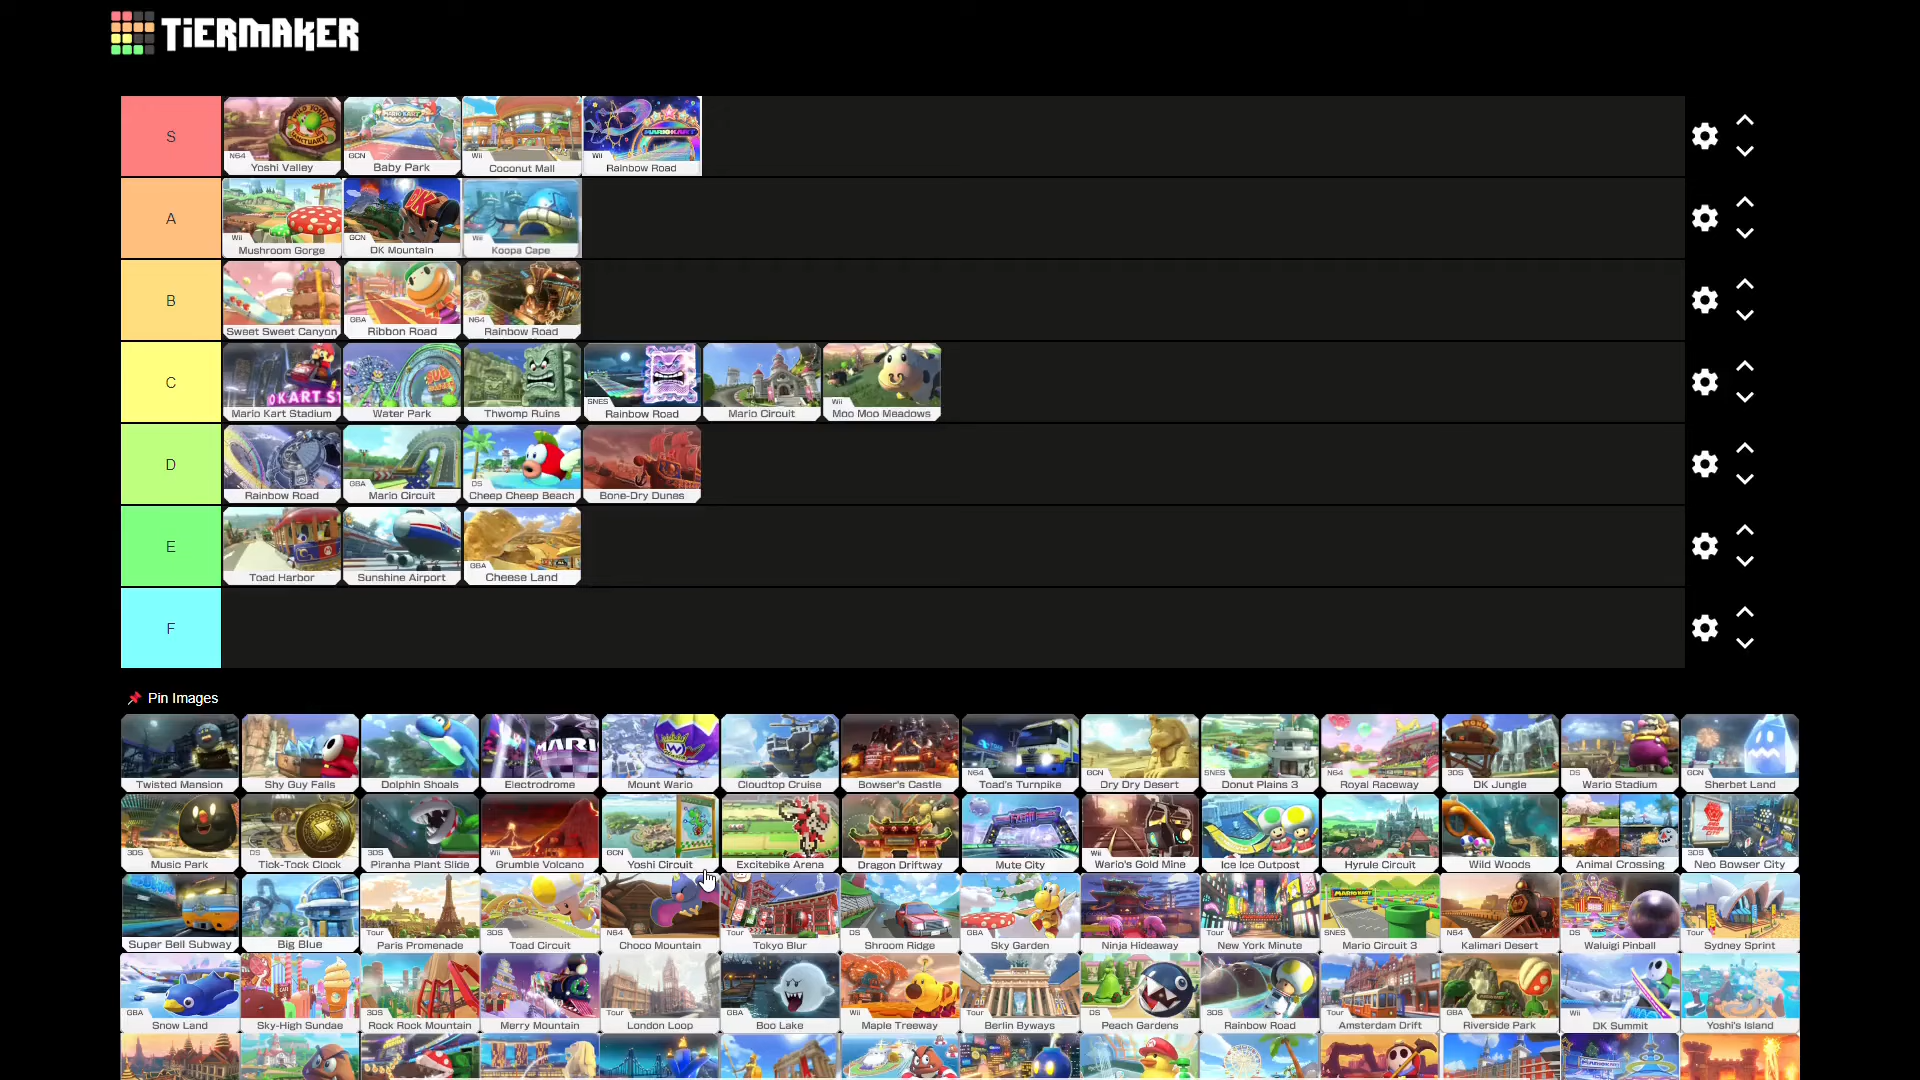 TiERMAKER
S
N64 Yoshi Valley
GCN Baby Park
Wii Coconut Mall
Wii Rainbow Road
MARIOKART
A
Wii Mushroom Gorge
GCN DK Mountain
Wii Koopa Cape
B
Sweet Sweet Canyon
GBA Ribbon Road
N64 Rainbow Road
C
Mario Kart Stadium
Water Park
Thwomp Ruins
SNES Rainbow Road
Mario Circuit
Wii Moo Moo Meadows
D
Rainbow Road
GBA Mario Circuit
DS Cheep Cheep Beach
Bone-Dry Dunes
E
Toad Harbor
Sunshine Airport
GBA Cheese Land
F
Pin Images
Twisted Mansion
Shy Guy Falls
Dolphin Shoals
Electrodrome
Mount Wario
Cloudtop Cruise
Bowser's Castle
N64 Toad's Turnpike
GCN Dry Dry Desert
SNES Donut Plains 3
N64 Royal Raceway
3DS DK Jungle
DS Wario Stadium
GCN Sherbet Land
3DS Music Park
DS Tick-Tock Clock
3DS Piranha Plant Slide
Wii Grumble Volcano
GCN Yoshi Circuit
Excitebike Arena
Dragon Driftway
Mute City
Wii Wario's Gold Mine
Ice Ice Outpost
Hyrule Circuit
Wild Woods
Animal Crossing
3DS Neo Bowser City
Super Bell Subway
Big Blue
Tour Paris Promenade
3DS Toad Circuit
N64 Choco Mountain
Tour Tokyo Blur
DS Shroom Ridge
GBA Sky Garden
Ninja Hideaway
Tour New York Minute
SNES Mario Circuit 3
N64 Kalimari Desert
DS Waluigi Pinball
Tour Sydney Sprint
GBA Snow Land
Sky-High Sundae
3DS Rock Rock Mountain
Merry Mountain
Tour London Loop
GBA Boo Lake
Wii Maple Treeway
Tour Berlin Byways
DS Peach Gardens
3DS Rainbow Road
Tour Amsterdam Drift
GBA Riverside Park
Wii DK Summit
Yoshi's Island